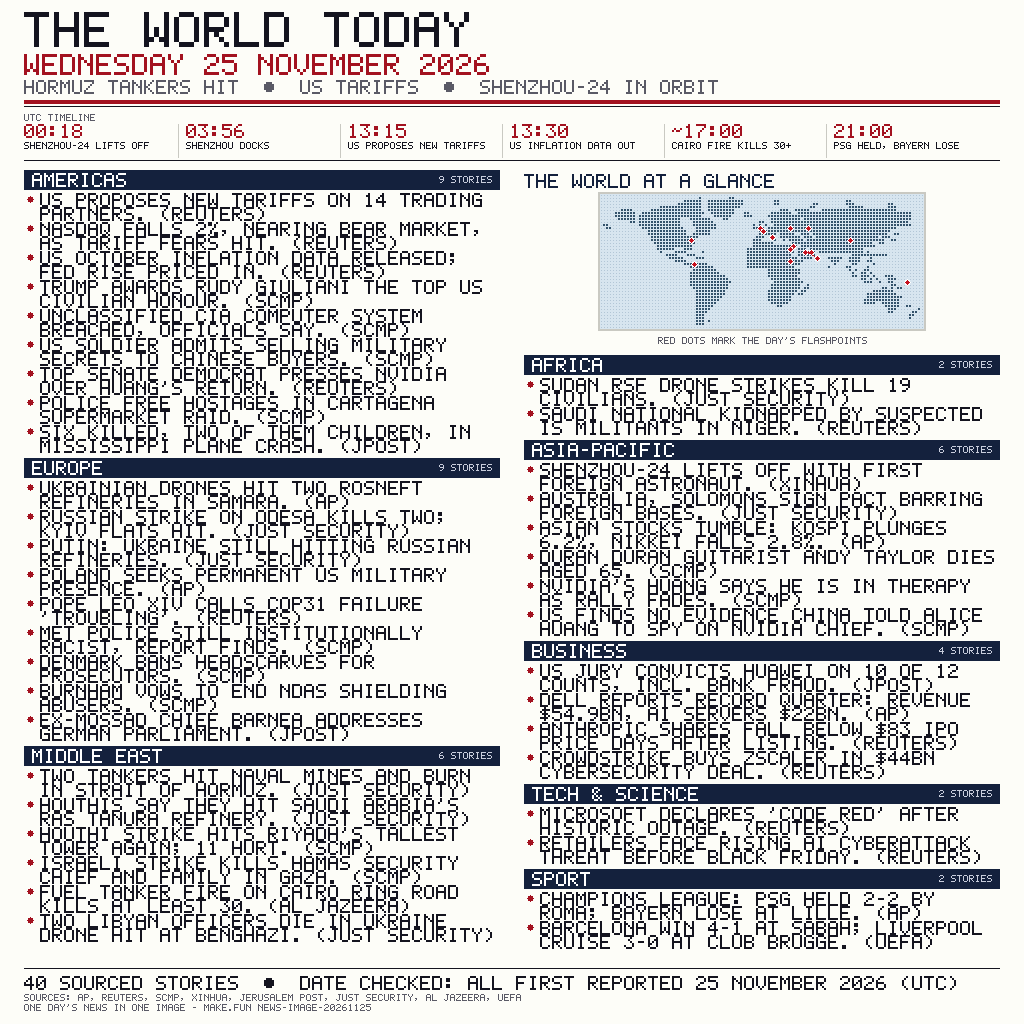 THE WORLD TODAY
WEDNESDAY 25 NOVEMBER 2026
HORMUZ TANKERS HIT ● US TARIFFS ● SHENZHOU-24 IN ORBIT
UTC TIMELINE
00:18
SHENZHOU-24 LIFTS OFF
03:56
SHENZHOU DOCKS
13:15
US PROPOSES NEW TARIFFS
13:30
US INFLATION DATA OUT
~17:00
CAIRO FIRE KILLS 30+
21:00
PSG HELD, BAYERN LOSE
AMERICAS 9 STORIES
US PROPOSES NEW TARIFFS ON 14 TRADING
PARTNERS. (REUTERS)
NASDAQ FALLS 2%, NEARING BEAR MARKET,
AS TARIFF FEARS HIT. (REUTERS)
US OCTOBER INFLATION DATA RELEASED;
FED RISE PRICED IN. (REUTERS)
TRUMP AWARDS RUDY GIULIANI THE TOP US
CIVILIAN HONOUR. (SCMP)
UNCLASSIFIED CIA COMPUTER SYSTEM
BREACHED, OFFICIALS SAY. (SCMP)
US SOLDIER ADMITS SELLING MILITARY
SECRETS TO CHINESE BUYERS. (SCMP)
TOP SENATE DEMOCRAT PRESSES NVIDIA
OVER HUANG'S RETURN. (REUTERS)
POLICE FREE HOSTAGES IN CARTAGENA
SUPERMARKET RAID. (SCMP)
SIX KILLED, TWO OF THEM CHILDREN, IN
MISSISSIPPI PLANE CRASH. (JPOST)
EUROPE 9 STORIES
UKRAINIAN DRONES HIT TWO ROSNEFT
REFINERIES IN SAMARA. (AP)
RUSSIAN STRIKE ON ODESA KILLS TWO;
KYIV FLATS HIT. (JUST SECURITY)
PUTIN: UKRAINE STILL HITTING RUSSIAN
REFINERIES. (JUST SECURITY)
POLAND SEEKS PERMANENT US MILITARY
PRESENCE. (AP)
POPE LEO XIV CALLS COP31 FAILURE
'TROUBLING'. (REUTERS)
MET POLICE STILL INSTITUTIONALLY
RACIST, REPORT FINDS. (SCMP)
DENMARK BANS HEADSCARVES FOR
PROSECUTORS. (SCMP)
BURNHAM VOWS TO END NDAS SHIELDING
ABUSERS. (SCMP)
EX-MOSSAD CHIEF BARNEA ADDRESSES
GERMAN PARLIAMENT. (JPOST)
MIDDLE EAST 6 STORIES
TWO TANKERS HIT NAVAL MINES AND BURN
IN STRAIT OF HORMUZ. (JUST SECURITY)
HOUTHIS SAY THEY HIT SAUDI ARABIA'S
RAS TANURA REFINERY. (JUST SECURITY)
HOUTHI STRIKE HITS RIYADH'S TALLEST
TOWER AGAIN; 11 HURT. (SCMP)
ISRAELI STRIKE KILLS HAMAS SECURITY
CHIEF AND FAMILY IN GAZA. (SCMP)
FUEL TANKER FIRE ON CAIRO RING ROAD
KILLS AT LEAST 30. (AL JAZEERA)
TWO LIBYAN OFFICERS DIE IN UKRAINE
DRONE HIT AT BENGHAZI. (JUST SECURITY)
THE WORLD AT A GLANCE
RED DOTS MARK THE DAY'S FLASHPOINTS
AFRICA 2 STORIES
SUDAN RSF DRONE STRIKES KILL 19
CIVILIANS. (JUST SECURITY)
SAUDI NATIONAL KIDNAPPED BY SUSPECTED
IS MILITANTS IN NIGER. (REUTERS)
ASIA-PACIFIC 6 STORIES
SHENZHOU-24 LIFTS OFF WITH FIRST
FOREIGN ASTRONAUT. (XINHUA)
AUSTRALIA, SOLOMONS SIGN PACT BARRING
FOREIGN BASES. (JUST SECURITY)
ASIAN STOCKS TUMBLE: KOSPI PLUNGES
6.2%, NIKKEI FALLS 2.8%. (AP)
DURAN DURAN GUITARIST ANDY TAYLOR DIES
AGED 65. (SCMP)
NVIDIA'S HUANG SAYS HE IS IN THERAPY
AS RALLY FADES. (SCMP)
US FINDS NO EVIDENCE CHINA TOLD ALICE
HUANG TO SPY ON NVIDIA CHIEF. (SCMP)
BUSINESS 4 STORIES
US JURY CONVICTS HUAWEI ON 10 OF 12
COUNTS, INCL. BANK FRAUD. (JPOST)
DELL REPORTS RECORD QUARTER: REVENUE
$54.9BN, AI SERVERS $22BN. (AP)
ANTHROPIC SHARES FALL BELOW $83 IPO
PRICE DAYS AFTER LISTING. (REUTERS)
CROWDSTRIKE BUYS ZSCALER IN $44BN
CYBERSECURITY DEAL. (REUTERS)
TECH & SCIENCE 2 STORIES
MICROSOFT DECLARES 'CODE RED' AFTER
HISTORIC OUTAGE. (REUTERS)
RETAILERS FACE RISING AI CYBERATTACK
THREAT BEFORE BLACK FRIDAY. (REUTERS)
SPORT 2 STORIES
CHAMPIONS LEAGUE: PSG HELD 2-2 BY
ROMA; BAYERN LOSE AT LILLE. (AP)
BARCELONA WIN 4-1 AT SABAH; LIVERPOOL
CRUISE 3-0 AT CLUB BRUGGE. (UEFA)
40 SOURCED STORIES ● DATE CHECKED: ALL FIRST REPORTED 25 NOVEMBER 2026 (UTC)
SOURCES: AP, REUTERS, SCMP, XINHUA, JERUSALEM POST, JUST SECURITY, AL JAZEERA, UEFA
ONE DAY'S NEWS IN ONE IMAGE - MAKE.FUN NEWS-IMAGE-20261125